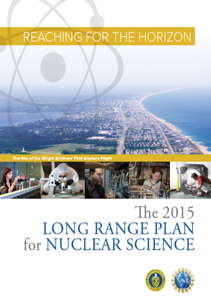 REACHING FOR THE HORIZON
The Site of the Wright Brothers' First Airplane Flight
The 2015
LONG RANGE PLAN
for NUCLEAR SCIENCE